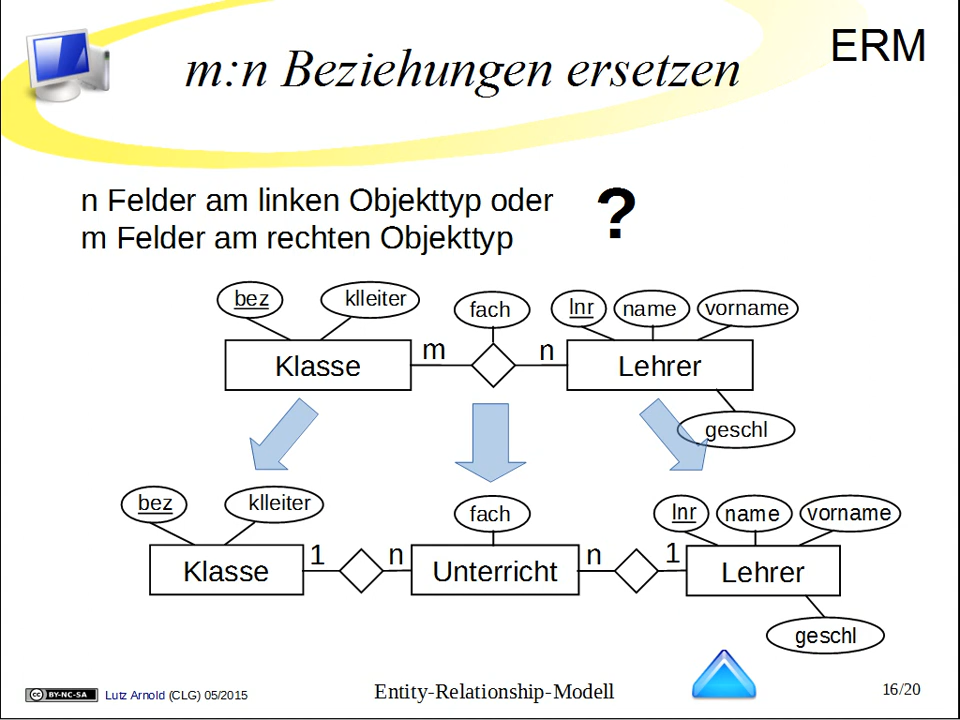 ERM
m:n Beziehungen ersetzen
n Felder am linken Objekttyp oder
m Felder am rechten Objekttyp
?
bez klleiter fach lnr name vorname
Klasse m n Lehrer
geschl
bez klleiter fach lnr name vorname
Klasse 1 n Unterricht n 1 Lehrer
geschl
cc BY-NC-SA Lutz Arnold (CLG) 05/2015 Entity-Relationship-Modell 16/20